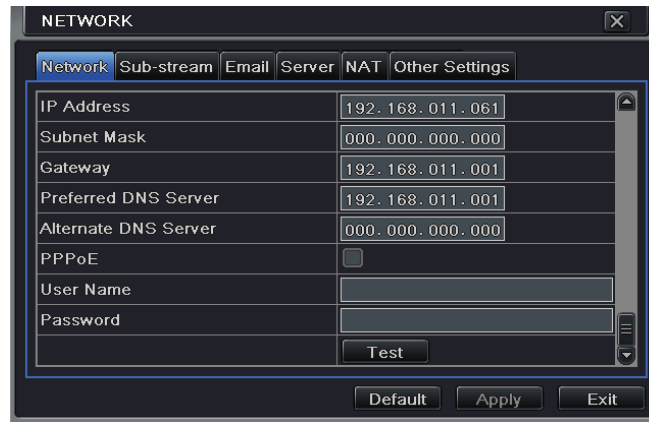 NETWORK
Network Sub-stream Email Server NAT Other Settings
IP Address 192.168.011.061
Subnet Mask 000.000.000.000
Gateway 192.168.011.001
Preferred DNS Server 192.168.011.001
Alternate DNS Server 000.000.000.000
PPPoE
User Name
Password
Test
Default Apply Exit